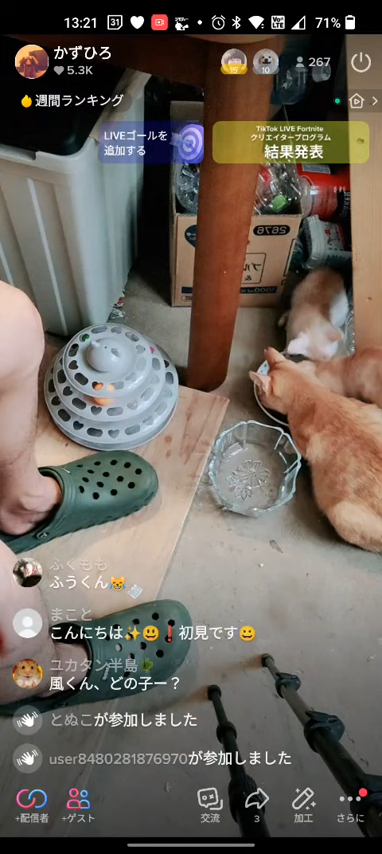 13:21
31
71%
かずひろ
5.3K
15
10
267
週間ランキング
LIVEゴールを
追加する
TikTok LIVE Fortnite
クリエイタープログラム
結果発表
2676
ふくもも
ふうくん😹
まこと
こんにちは✨😃❗初見です😄
ユカタン半島
風くん、どの子ー？
とぬこが参加しました
user8480281876970が参加しました
+配信者
+ゲスト
交流
3
加工
さらに